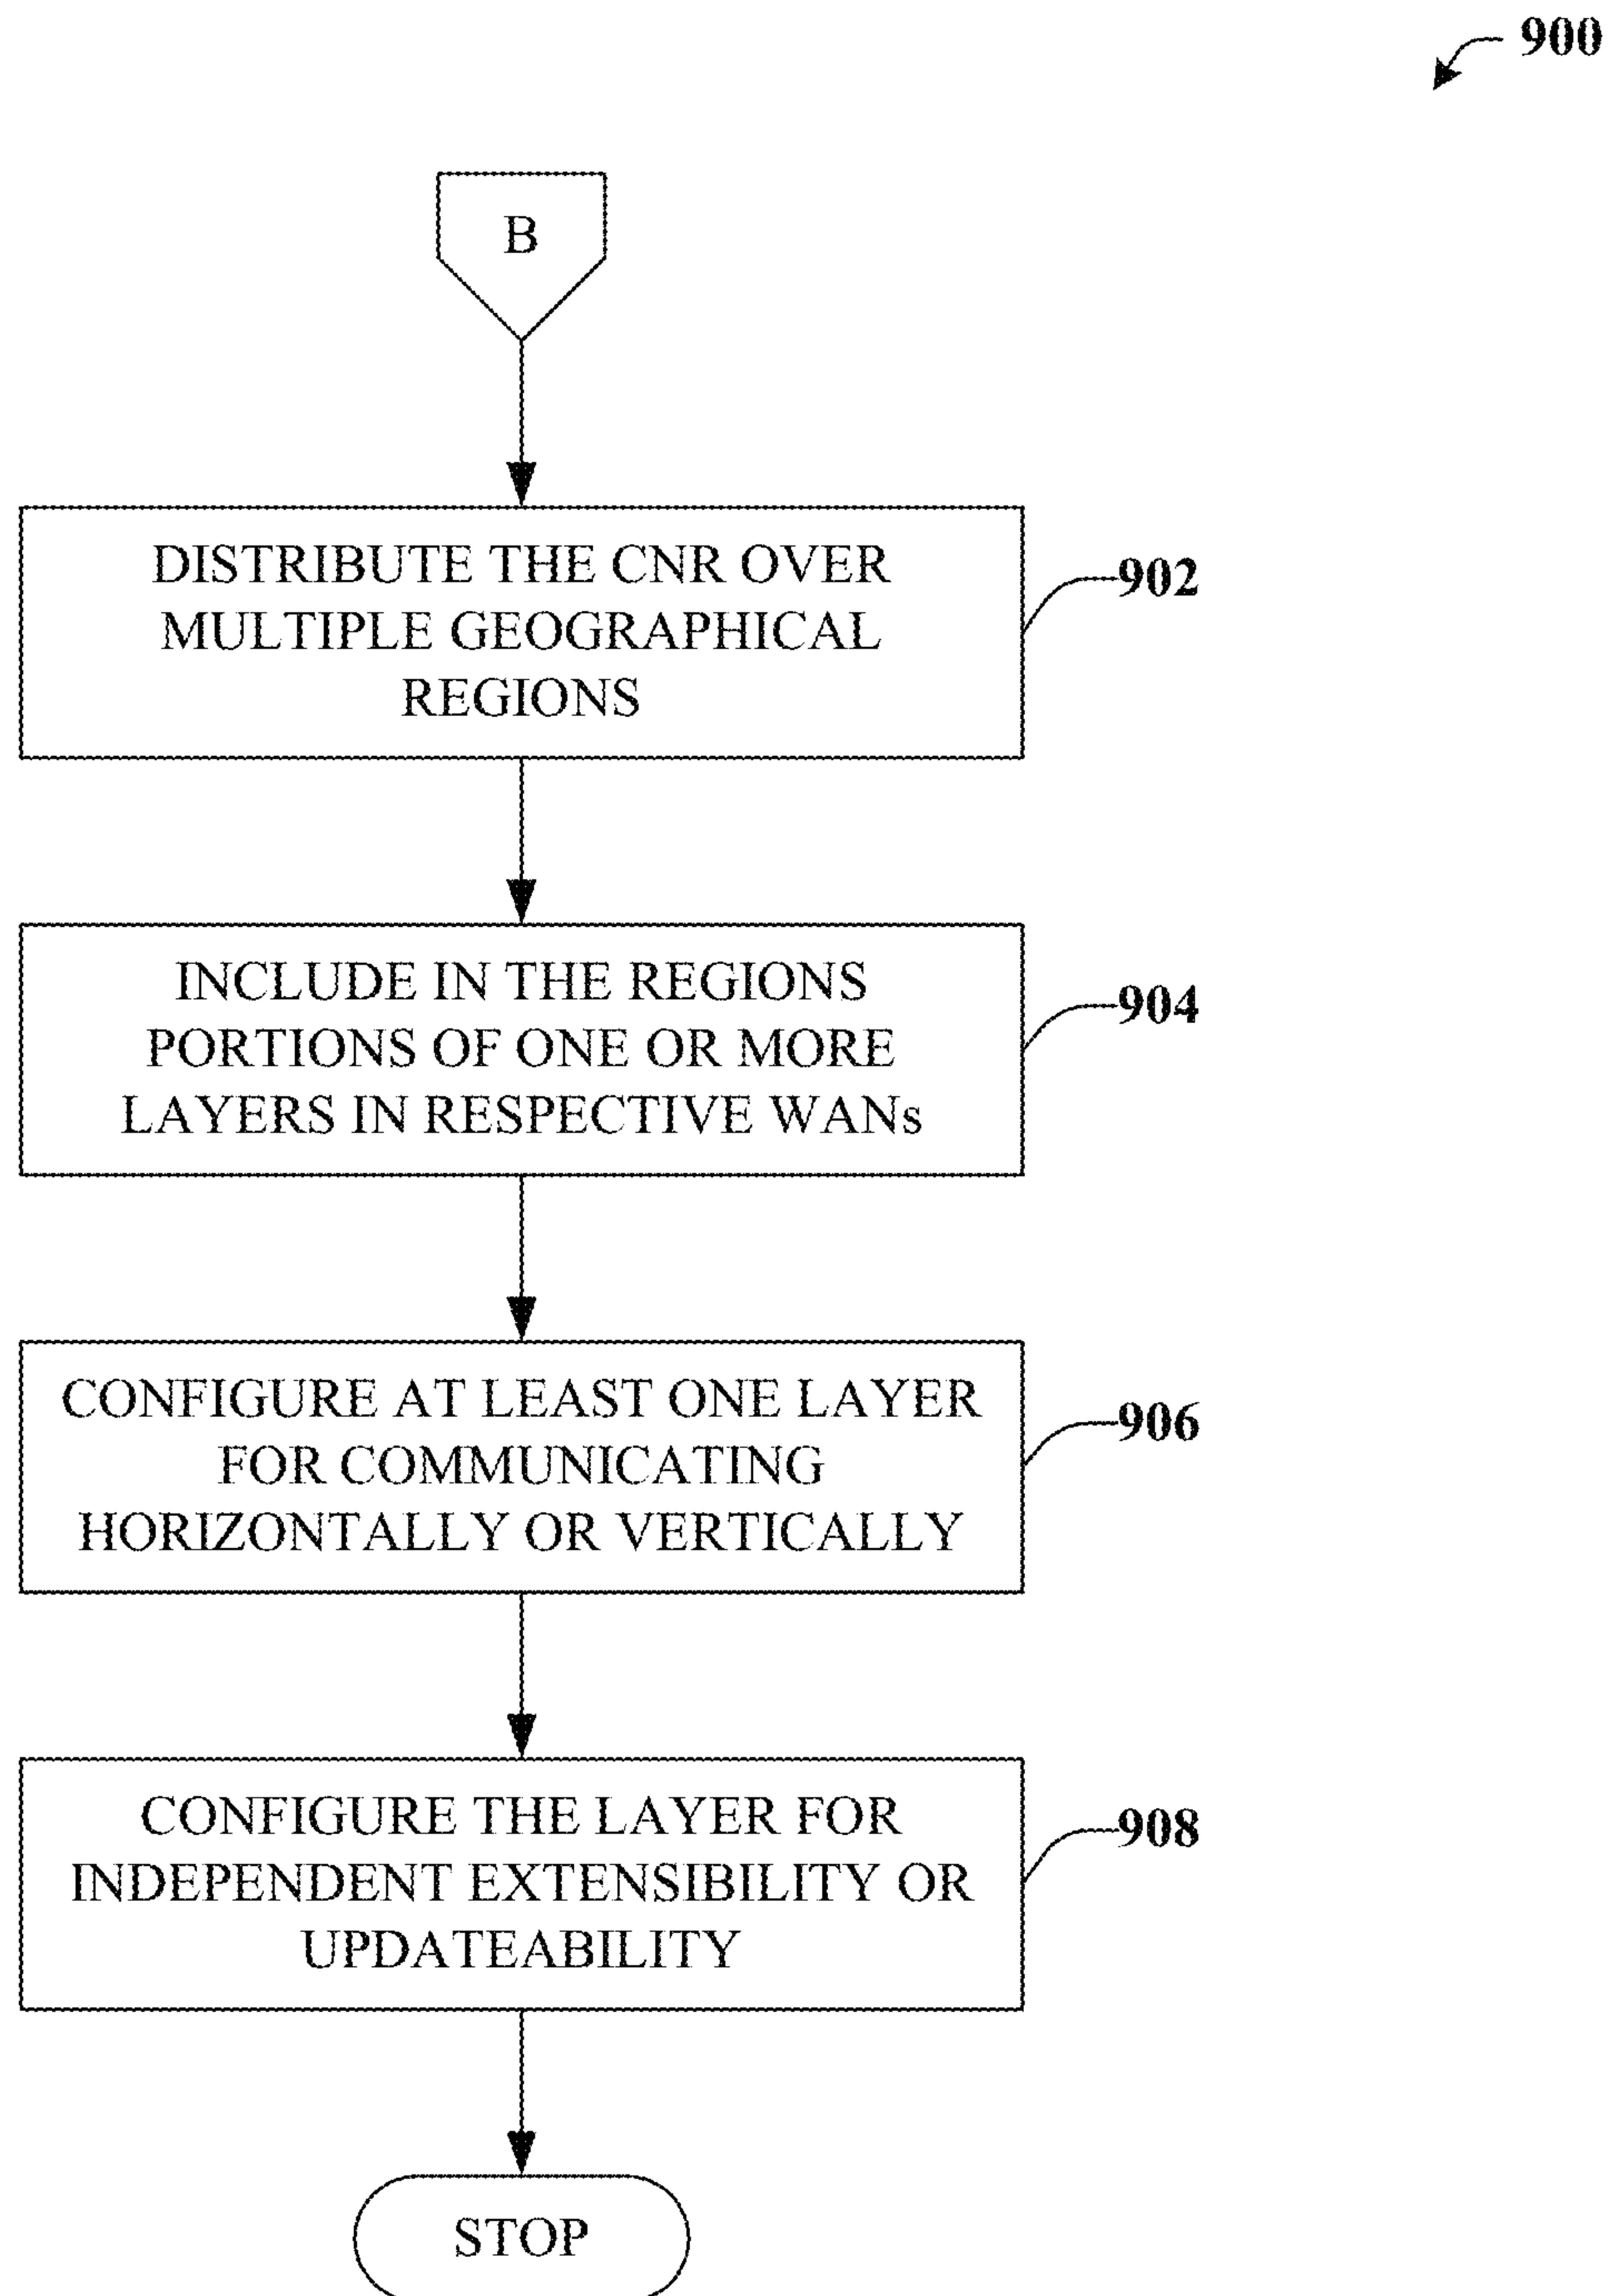 900
B
DISTRIBUTE THE CNR OVER
MULTIPLE GEOGRAPHICAL
REGIONS
902
INCLUDE IN THE REGIONS
PORTIONS OF ONE OR MORE
LAYERS IN RESPECTIVE WANs
904
CONFIGURE AT LEAST ONE LAYER
FOR COMMUNICATING
HORIZONTALLY OR VERTICALLY
906
CONFIGURE THE LAYER FOR
INDEPENDENT EXTENSIBILITY OR
UPDATEABILITY
908
STOP